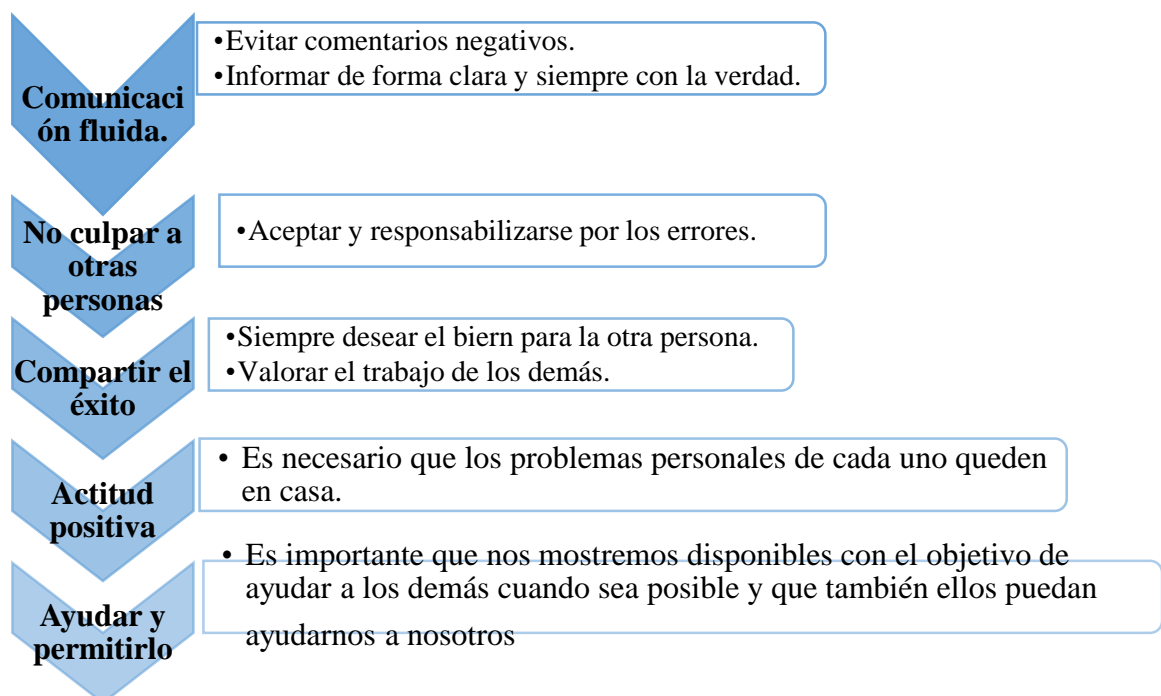 Comunicaci
ón fluida.
•Evitar comentarios negativos.
•Informar de forma clara y siempre con la verdad.
No culpar a
otras
personas
•Aceptar y responsabilizarse por los errores.
Compartir el
éxito
•Siempre desear el biern para la otra persona.
•Valorar el trabajo de los demás.
Actitud
positiva
• Es necesario que los problemas personales de cada uno queden
en casa.
Ayudar y
permitirlo
• Es importante que nos mostremos disponibles con el objetivo de
ayudar a los demás cuando sea posible y que también ellos puedan
ayudarnos a nosotros